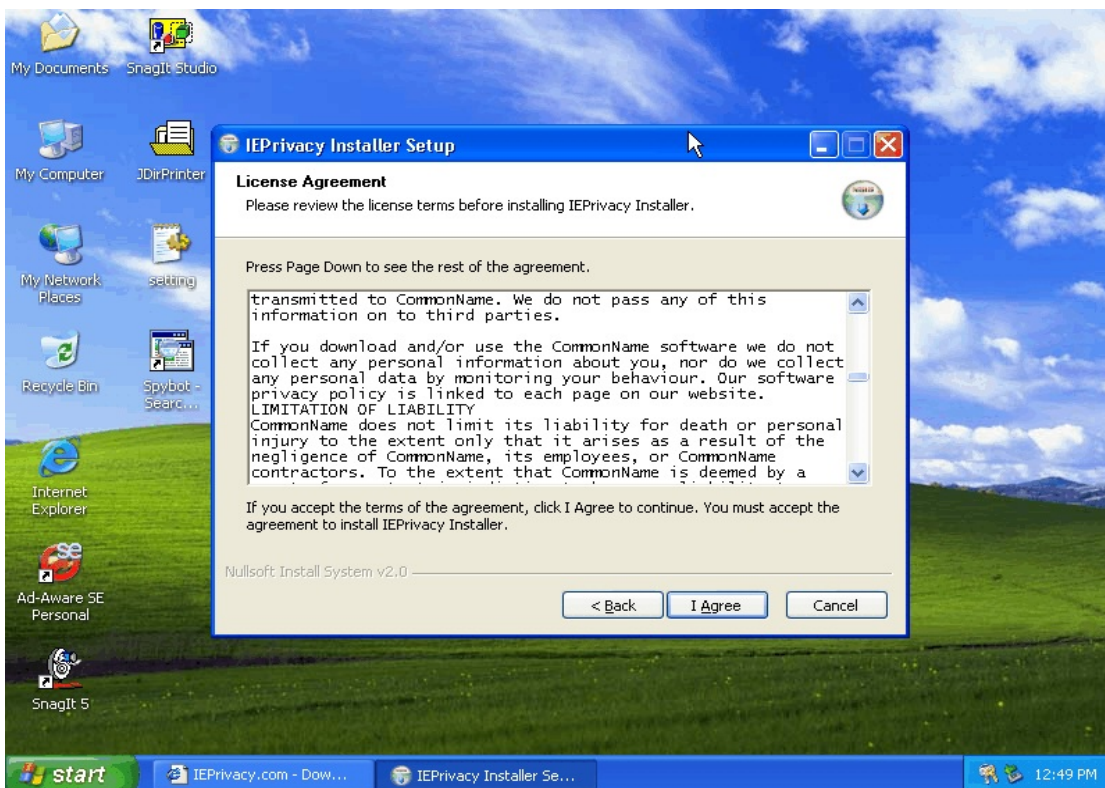 My Documents
SnagIt Studio
My Computer
JDirPrinter
My Network
Places
setting
Recycle Bin
Spybot -
Searc...
Internet
Explorer
Ad-Aware SE
Personal
SnagIt 5
IEPrivacy Installer Setup
License Agreement
Please review the license terms before installing IEPrivacy Installer.
Press Page Down to see the rest of the agreement.
transmitted to CommonName. We do not pass any of this
information on to third parties.
If you download and/or use the CommonName software we do not
collect any personal information about you, nor do we collect
any personal data by monitoring your behaviour. Our software
privacy policy is linked to each page on our website.
LIMITATION OF LIABILITY
CommonName does not limit its liability for death or personal
injury to the extent only that it arises as a result of the
negligence of CommonName, its employees, or CommonName
contractors. To the extent that CommonName is deemed by a
If you accept the terms of the agreement, click I Agree to continue. You must accept the
agreement to install IEPrivacy Installer.
Nullsoft Install System v2.0
< Back
I Agree
Cancel
start
IEPrivacy.com - Dow...
IEPrivacy Installer Se...
12:49 PM